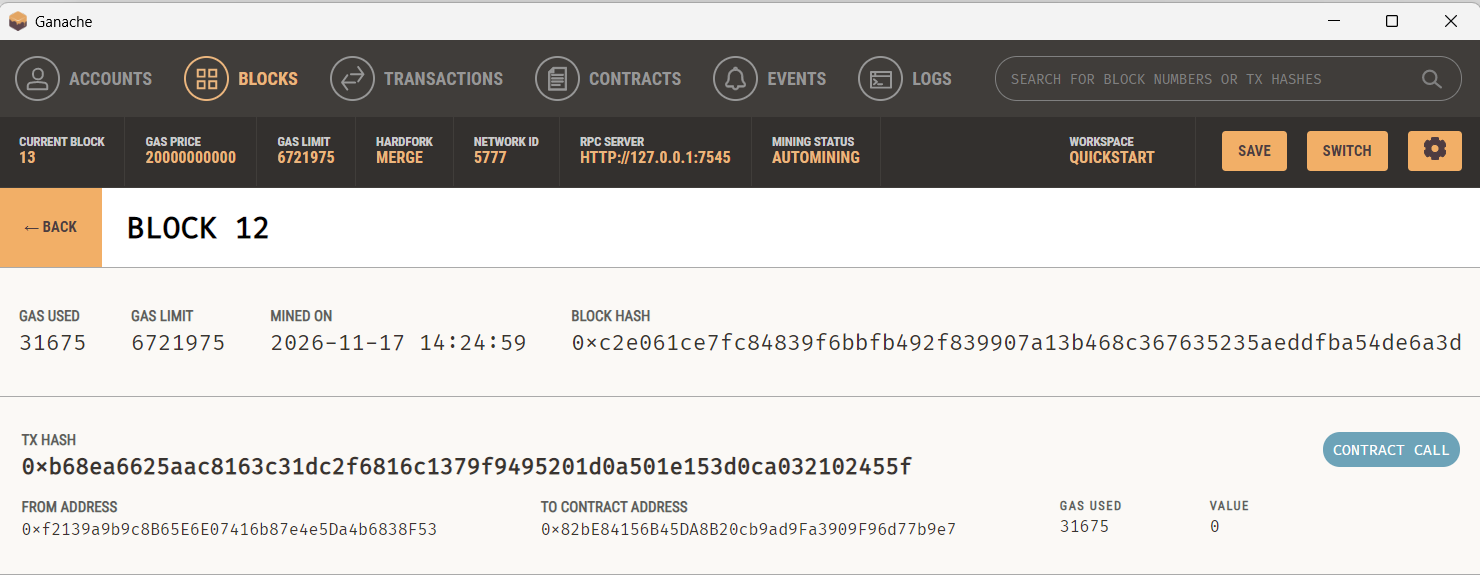 Ganache
ACCOUNTS BLOCKS TRANSACTIONS CONTRACTS EVENTS LOGS SEARCH FOR BLOCK NUMBERS OR TX HASHES
CURRENT BLOCK GAS PRICE GAS LIMIT HARDFORK NETWORK ID RPC SERVER MINING STATUS WORKSPACE
13 20000000000 6721975 MERGE 5777 HTTP://127.0.0.1:7545 AUTOMINING QUICKSTART SAVE SWITCH
← BACK BLOCK 12
GAS USED GAS LIMIT MINED ON BLOCK HASH
31675 6721975 2026-11-17 14:24:59 0×c2e061ce7fc84839f6bbfb492f839907a13b468c367635235aeddfba54de6a3d
TX HASH
0×b68ea6625aac8163c31dc2f6816c1379f9495201d0a501e153d0ca032102455f CONTRACT CALL
FROM ADDRESS TO CONTRACT ADDRESS GAS USED VALUE
0×f2139a9b9c8B65E6E07416b87e4e5Da4b6838F53 0×82bE84156B45DA8B20cb9ad9Fa3909F96d77b9e7 31675 0